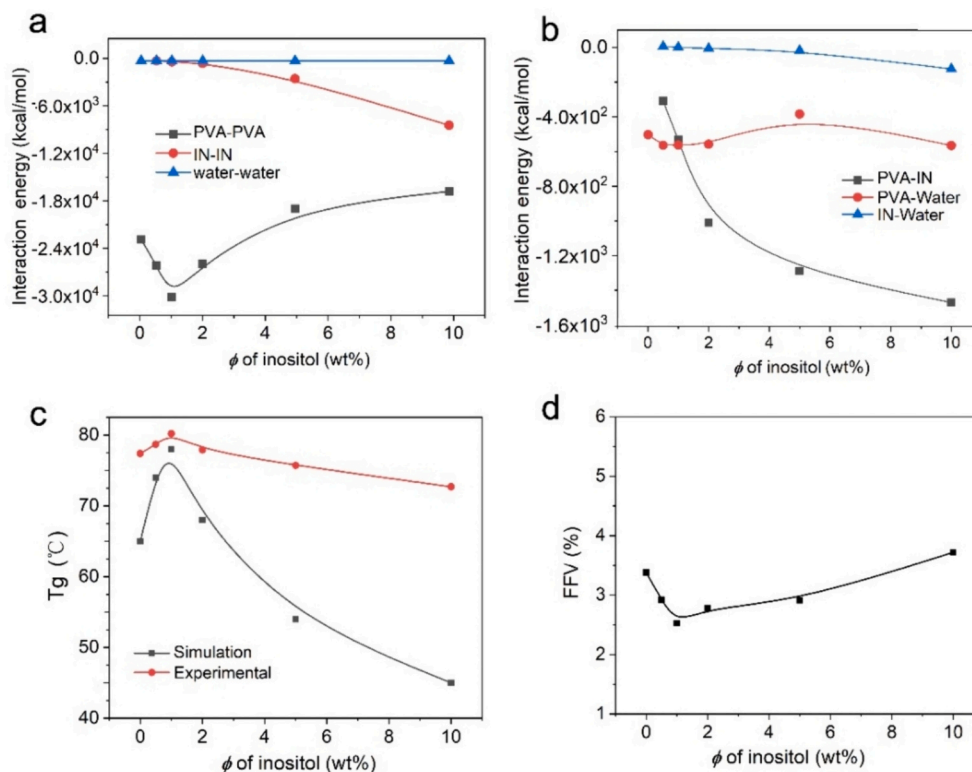 a
Interaction energy (kcal/mol)
0.0
-6.0x10³
-1.2x10⁴
-1.8x10⁴
-2.4x10⁴
-3.0x10⁴
PVA-PVA
IN-IN
water-water
0 2 4 6 8 10
ϕ of inositol (wt%)
b
Interaction energy (kcal/mol)
0.0
-4.0x10²
-8.0x10²
-1.2x10³
-1.6x10³
PVA-IN
PVA-Water
IN-Water
0 2 4 6 8 10
ϕ of inositol (wt%)
c
Tg (℃)
80
70
60
50
40
Simulation
Experimental
0 2 4 6 8 10
ϕ of inositol (wt%)
d
FFV (%)
6
5
4
3
2
1
0 2 4 6 8 10
ϕ of inositol (wt%)